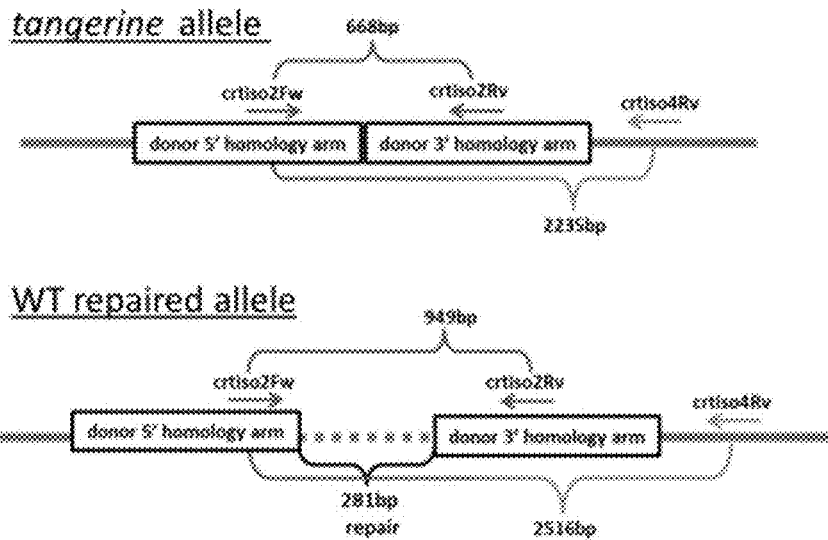 tangerine allele
668bp
crtiso2Fw
crtiso2Rv
crtiso4Rv
donor 5' homology arm
donor 3' homology arm
2235bp
WT repaired allele
949bp
crtiso2Fw
crtiso2Rv
crtiso4Rv
donor 5' homology arm
donor 3' homology arm
281bp
repair
2516bp